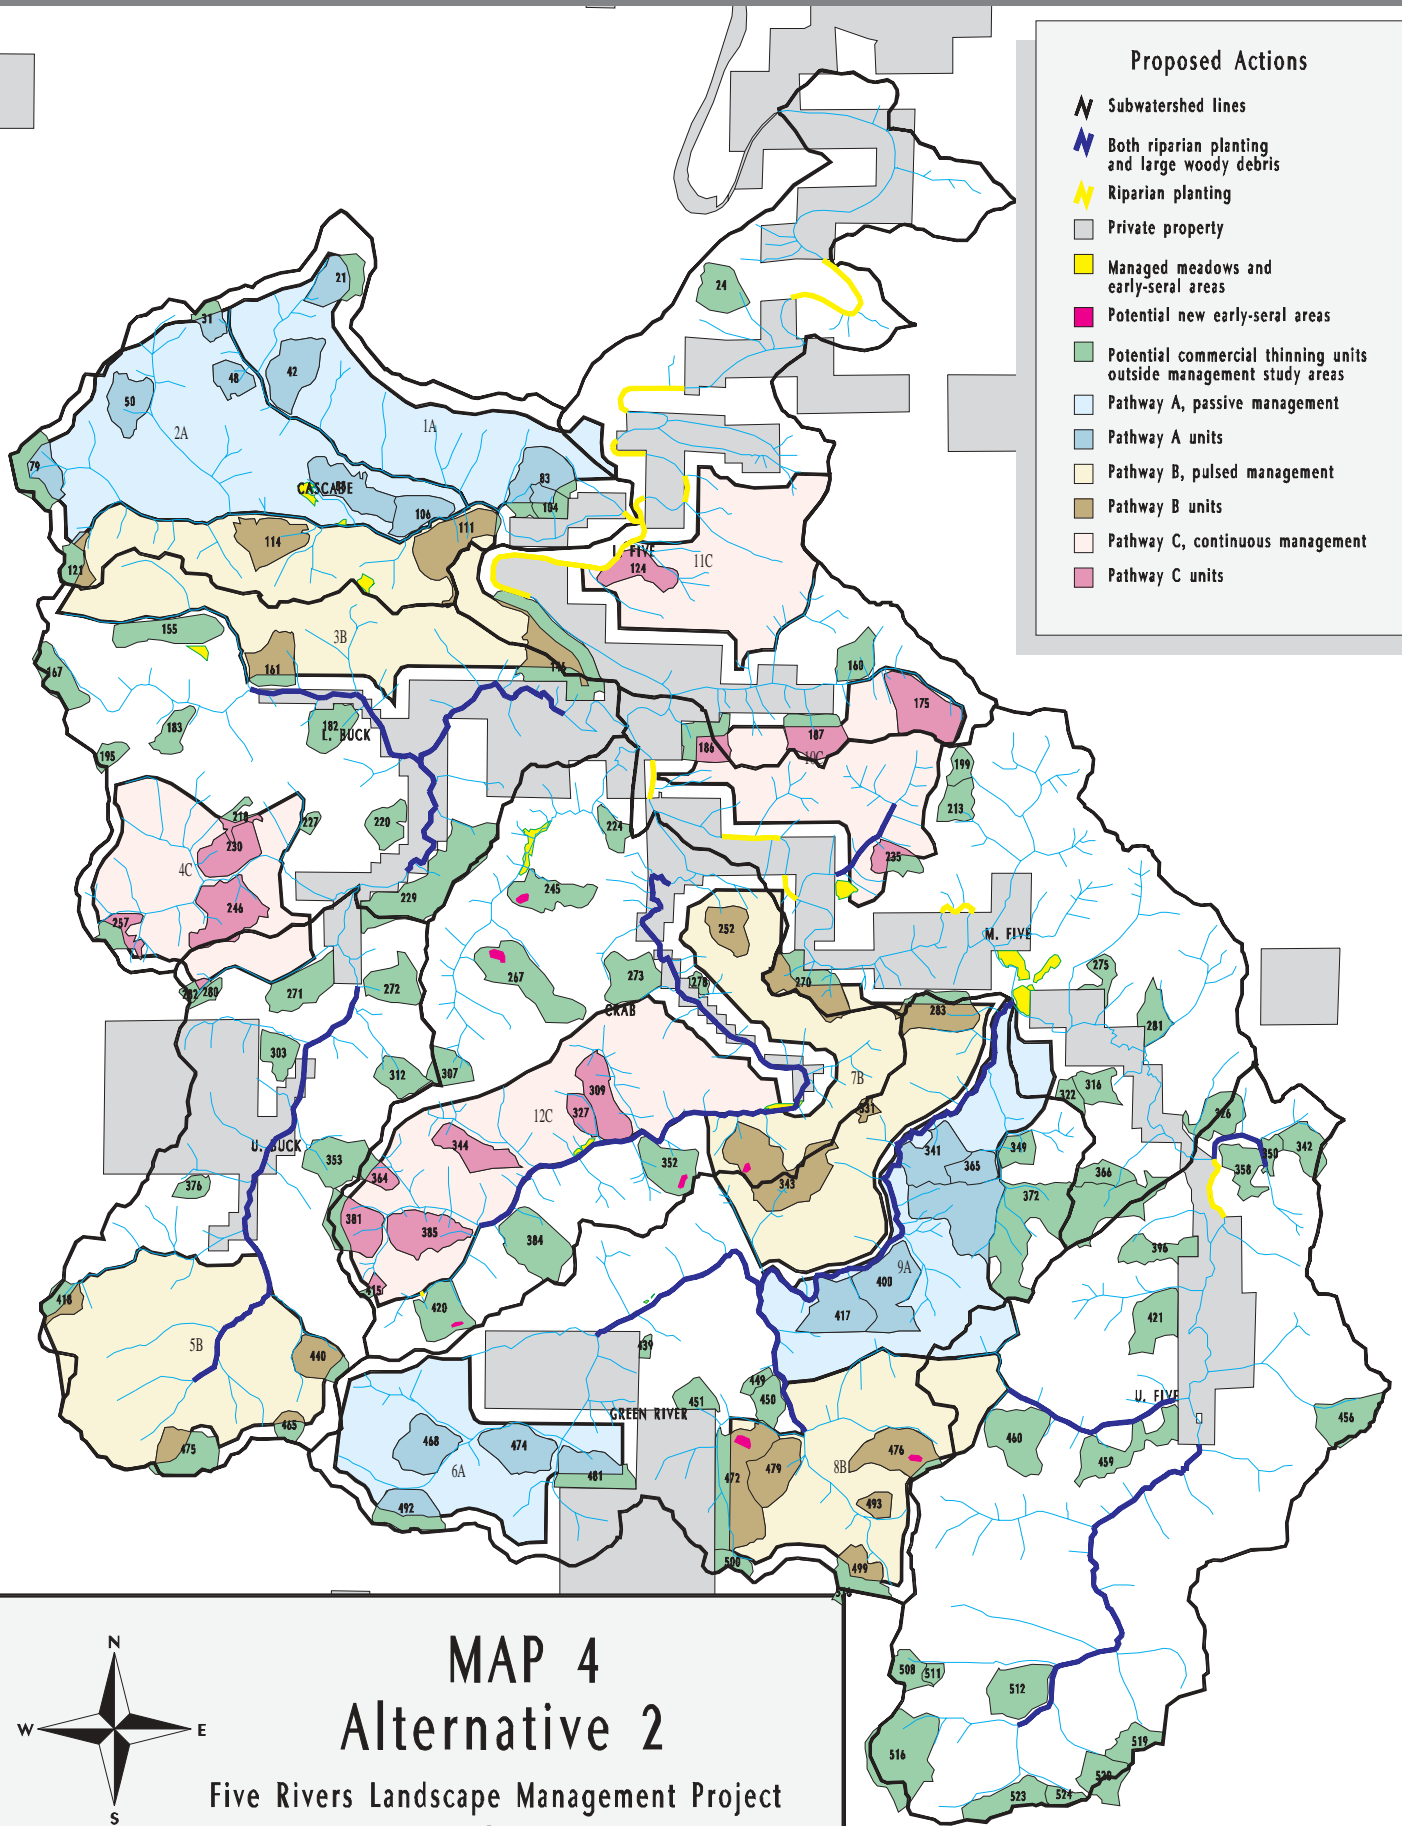 Proposed Actions
Subwatershed lines
Both riparian planting
and large woody debris
Riparian planting
Private property
Managed meadows and
early-seral areas
Potential new early-seral areas
Potential commercial thinning units
outside management study areas
Pathway A, passive management
Pathway A units
Pathway B, pulsed management
Pathway B units
Pathway C, continuous management
Pathway C units
21
24
31
48
42
50
2A
1A
79
83
CASCADE
104
106
111
114
121
L. FIVE
124
11C
155
3B
161
167
160
175
182
183
L. BUCK
186
187
10C
195
199
213
218
227
220
224
230
235
4C
229
245
246
257
252
M. FIVE
267
273
278
270
275
280
271
272
CRAB
283
281
303
312
307
7B
309
327
12C
331
322
316
326
U. BUCK
344
353
364
352
341
365
349
366
358
350
342
376
343
372
381
385
384
396
9A
400
418
415
420
417
421
5B
440
439
449
450
451
GREEN RIVER
U. FIVE
456
465
475
468
474
6A
481
460
459
472
479
8B
476
492
493
500
499
508
511
512
516
519
520
523
524
N
W
E
S
MAP 4
Alternative 2
Five Rivers Landscape Management Project